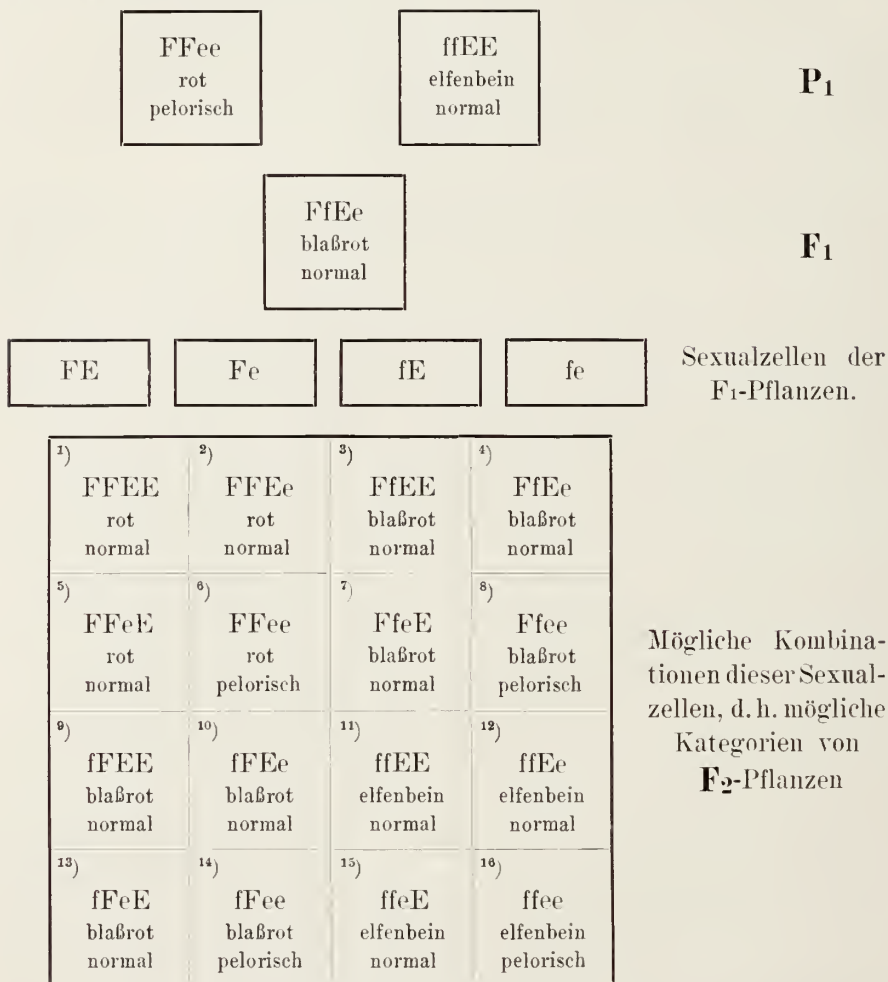 FFee
rot
pelorisch
ffEE
elfenbein
normal
P1
FfEe
blaßrot
normal
F1
FE
Fe
fE
fe
Sexualzellen der
F1-Pflanzen.
1)
FFEE
rot
normal
2)
FFEe
rot
normal
3)
FfEE
blaßrot
normal
4)
FfEe
blaßrot
normal
5)
FFeE
rot
normal
6)
FFee
rot
pelorisch
7)
FfeE
blaßrot
normal
8)
Ffee
blaßrot
pelorisch
Mögliche Kombina-
tionen dieser Sexual-
zellen, d. h. mögliche
Kategorien von
F2-Pflanzen
9)
fFEE
blaßrot
normal
10)
fFEe
blaßrot
normal
11)
ffEE
elfenbein
normal
12)
ffEe
elfenbein
normal
13)
fFeE
blaßrot
normal
14)
fFee
blaßrot
pelorisch
15)
ffeE
elfenbein
normal
16)
ffee
elfenbein
pelorisch